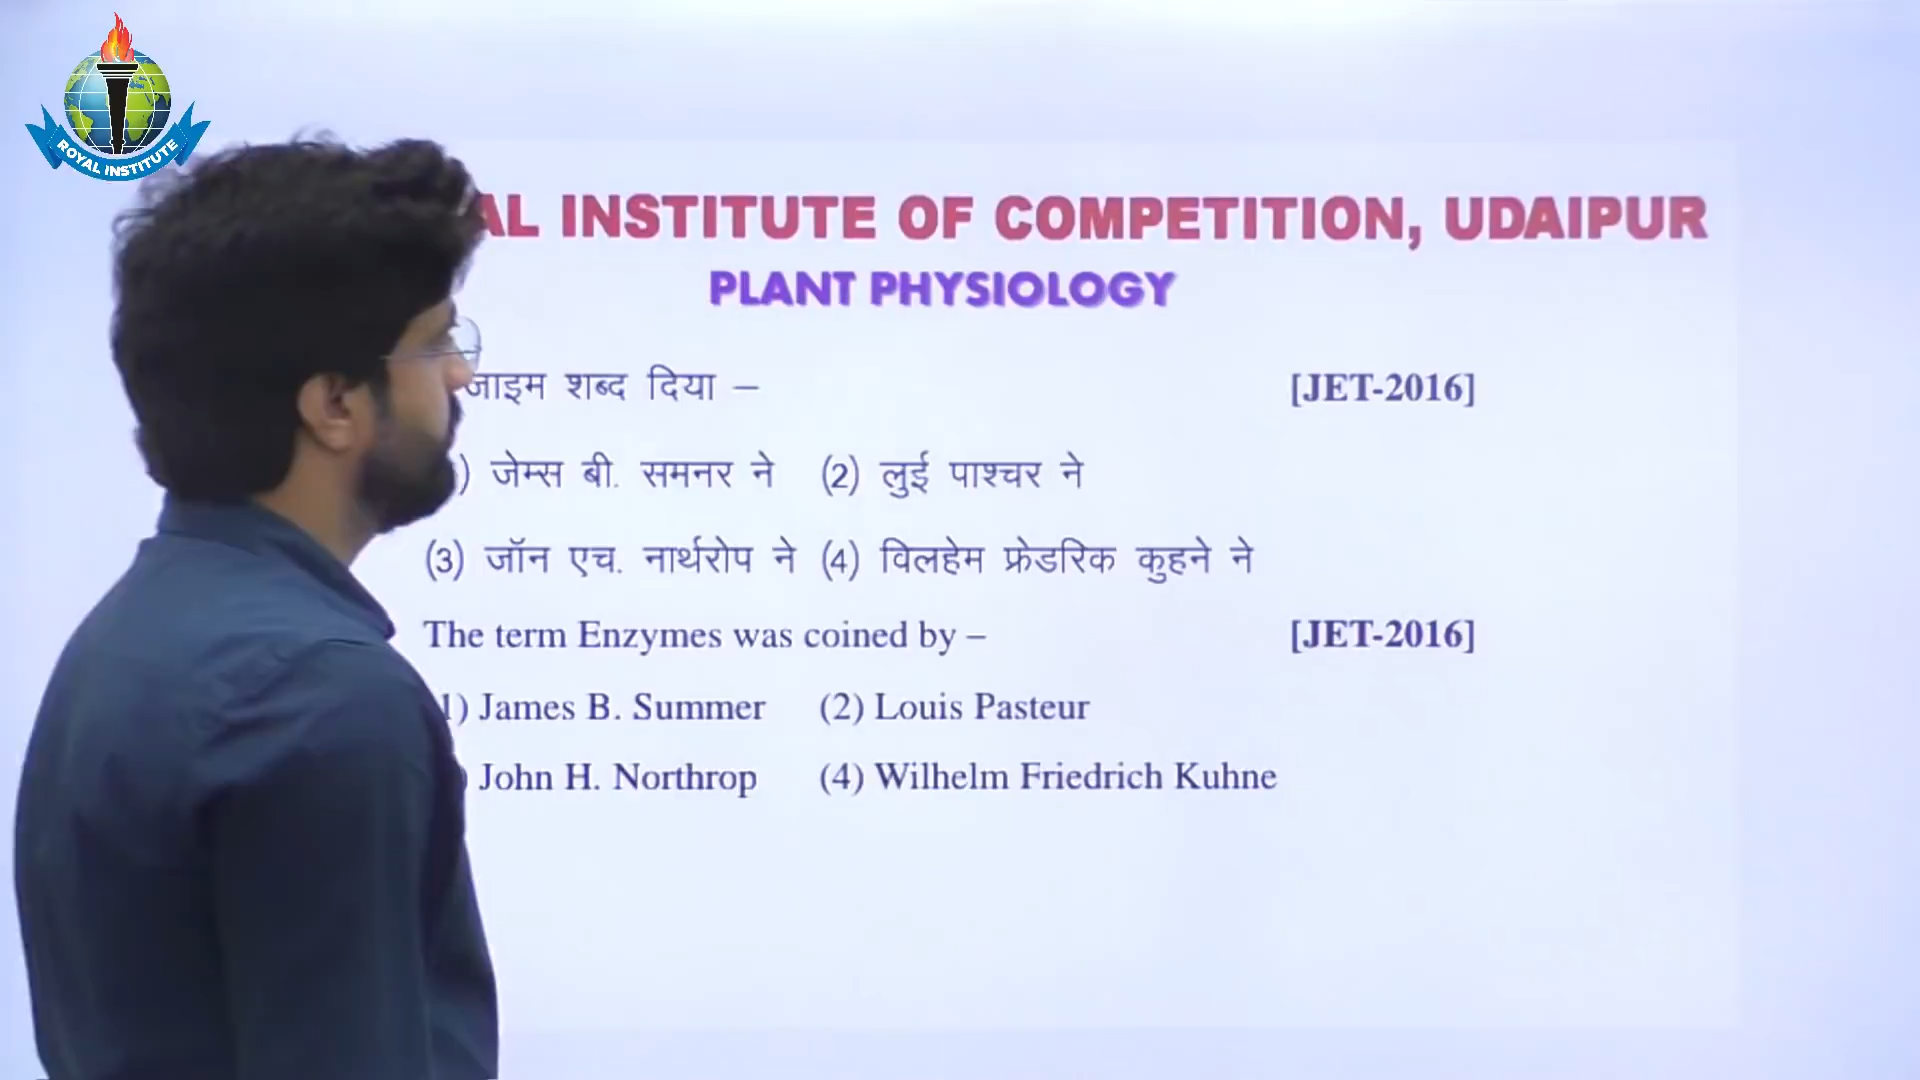 ROYAL INSTITUTE
INSTITUTE OF COMPETITION, UDAIPUR
PLANT PHYSIOLOGY
शब्द दिया – [JET-2016]
) जेम्स बी. समनर ने (2) लुई पाश्चर ने
(3) जॉन एच. नार्थरोप ने (4) विलहेम फ्रेडरिक कुहने ने
The term Enzymes was coined by – [JET-2016]
1) James B. Summer (2) Louis Pasteur
) John H. Northrop (4) Wilhelm Friedrich Kuhne